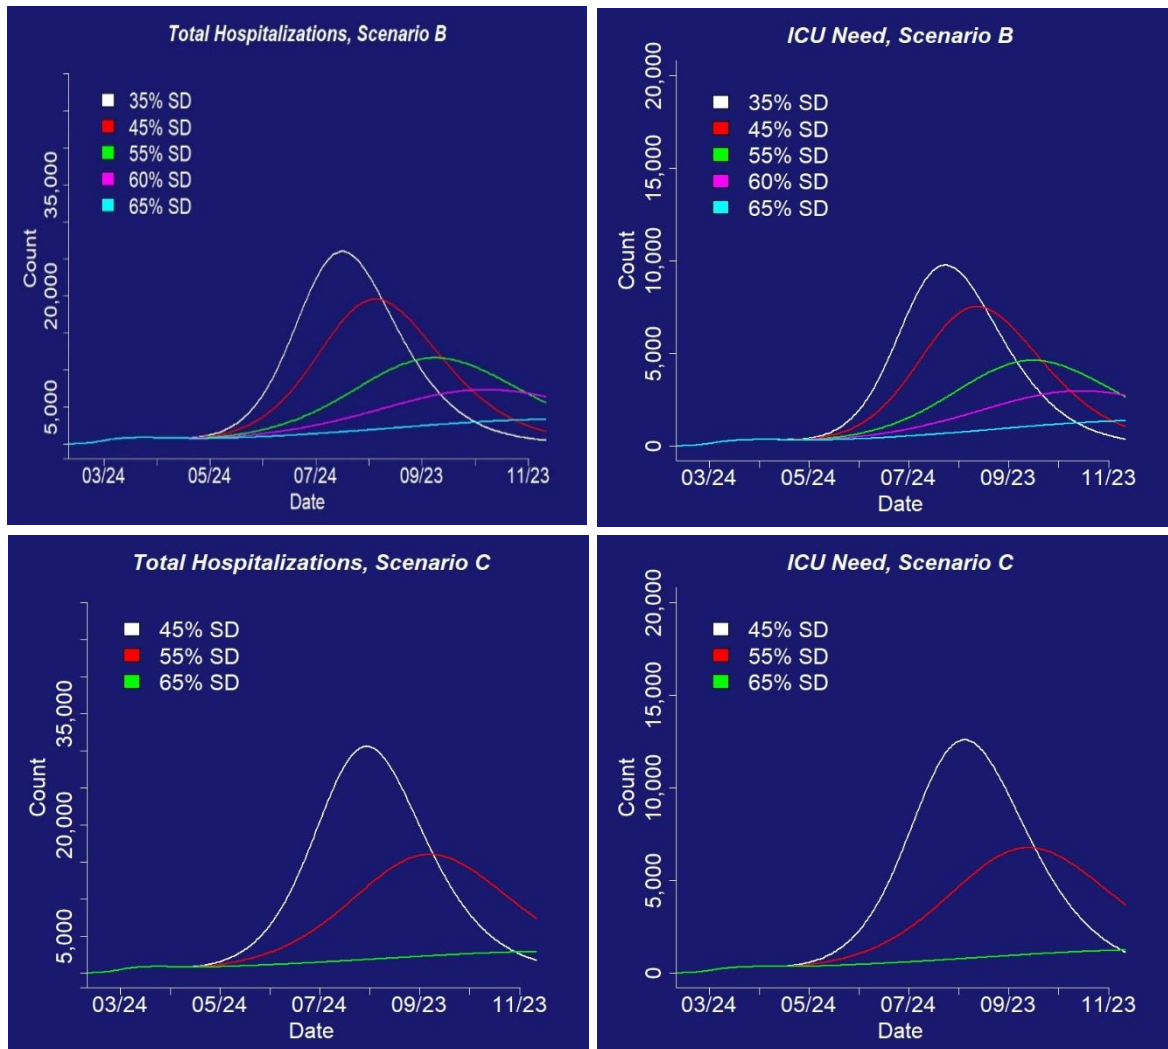 Total Hospitalizations, Scenario B
35% SD
45% SD
55% SD
60% SD
65% SD
Count
35,000
20,000
5,000
03/24 05/24 07/24 09/23 11/23
Date
ICU Need, Scenario B
35% SD
45% SD
55% SD
60% SD
65% SD
Count
20,000
15,000
10,000
5,000
0
03/24 05/24 07/24 09/23 11/23
Date
Total Hospitalizations, Scenario C
45% SD
55% SD
65% SD
Count
35,000
20,000
5,000
03/24 05/24 07/24 09/23 11/23
Date
ICU Need, Scenario C
45% SD
55% SD
65% SD
Count
20,000
15,000
10,000
5,000
0
03/24 05/24 07/24 09/23 11/23
Date